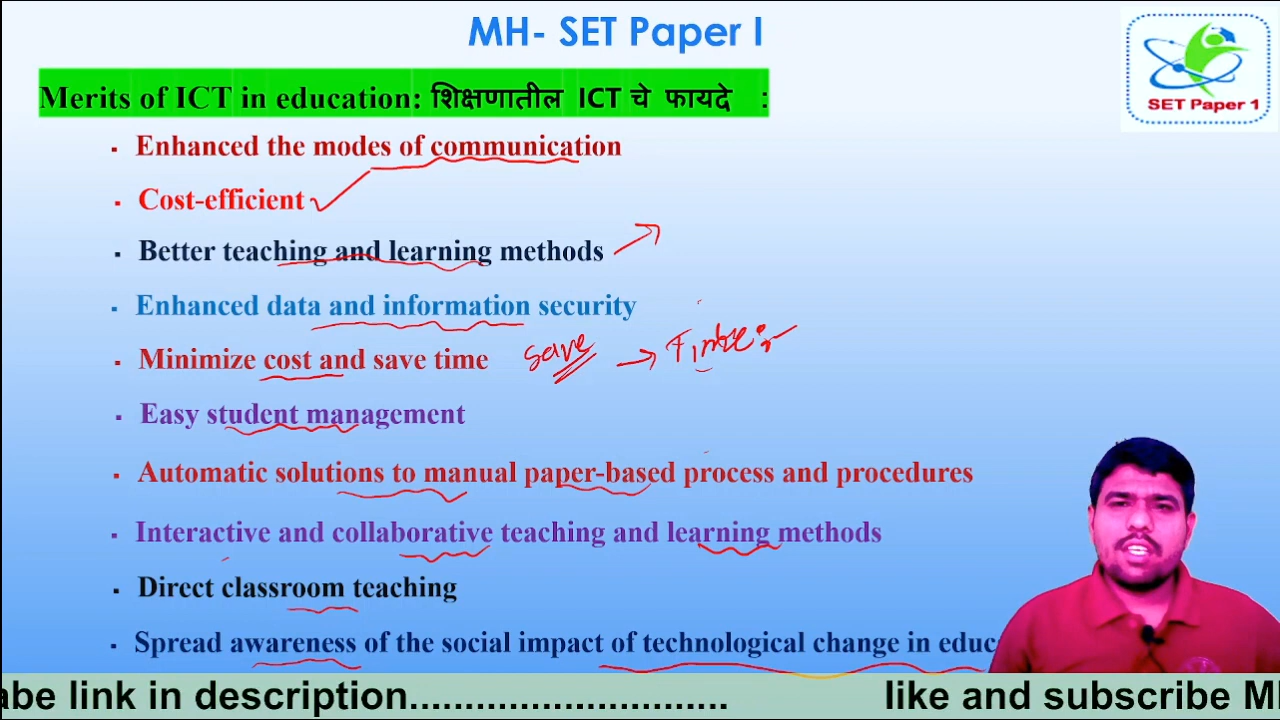 MH- SET Paper I
SET Paper 1
Merits of ICT in education: शिक्षणातील ICT चे फायदे :
Enhanced the modes of communication
Cost-efficient
Better teaching and learning methods
Enhanced data and information security
Minimize cost and save time save
Easy student management
Automatic solutions to manual paper-based process and procedures
Interactive and collaborative teaching and learning methods
Direct classroom teaching
Spread awareness of the social impact of technological change in educ
abe link in description............................. like and subscribe M